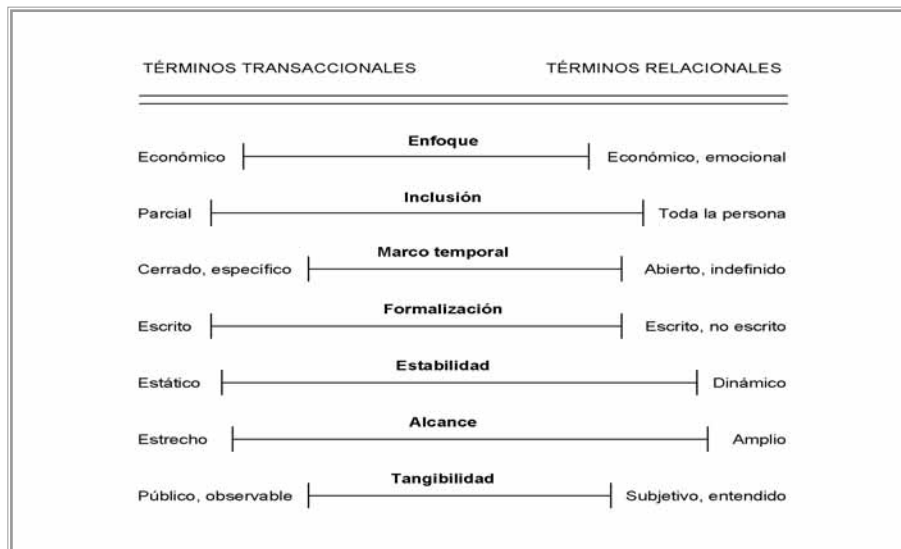 TÉRMINOS TRANSACCIONALES TÉRMINOS RELACIONALES
Enfoque
Económico Económico, emocional
Inclusión
Parcial Toda la persona
Marco temporal
Cerrado, específico Abierto, indefinido
Formalización
Escrito Escrito, no escrito
Estabilidad
Estático Dinámico
Alcance
Estrecho Amplio
Tangibilidad
Público, observable Subjetivo, entendido